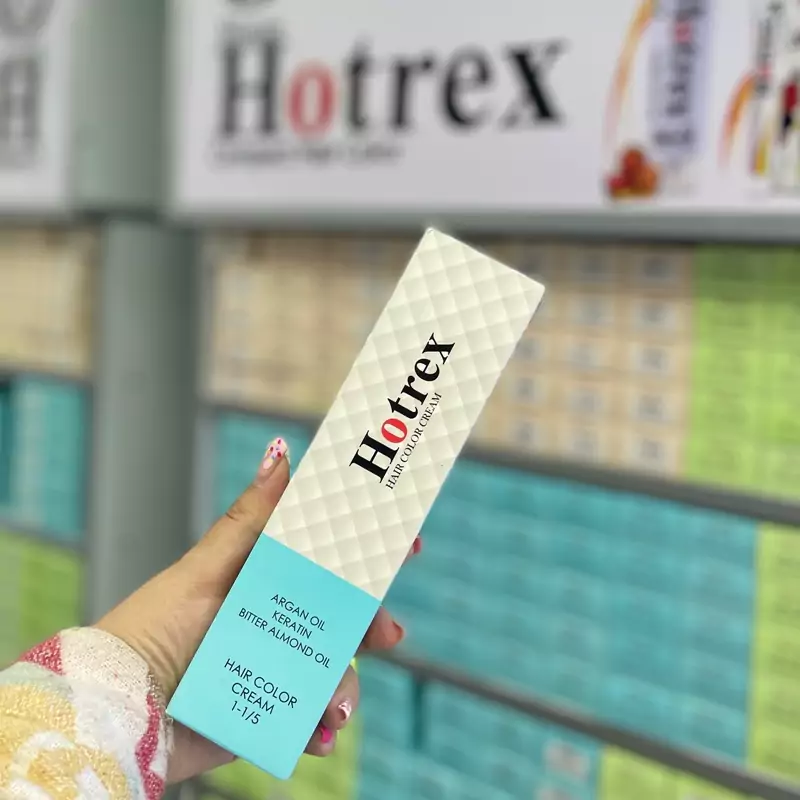 Hotrex
Hotrex
HAIR COLOR CREAM
ARGAN OIL
KERATIN
BITTER ALMOND OIL
HAIR COLOR
CREAM
1-1/5